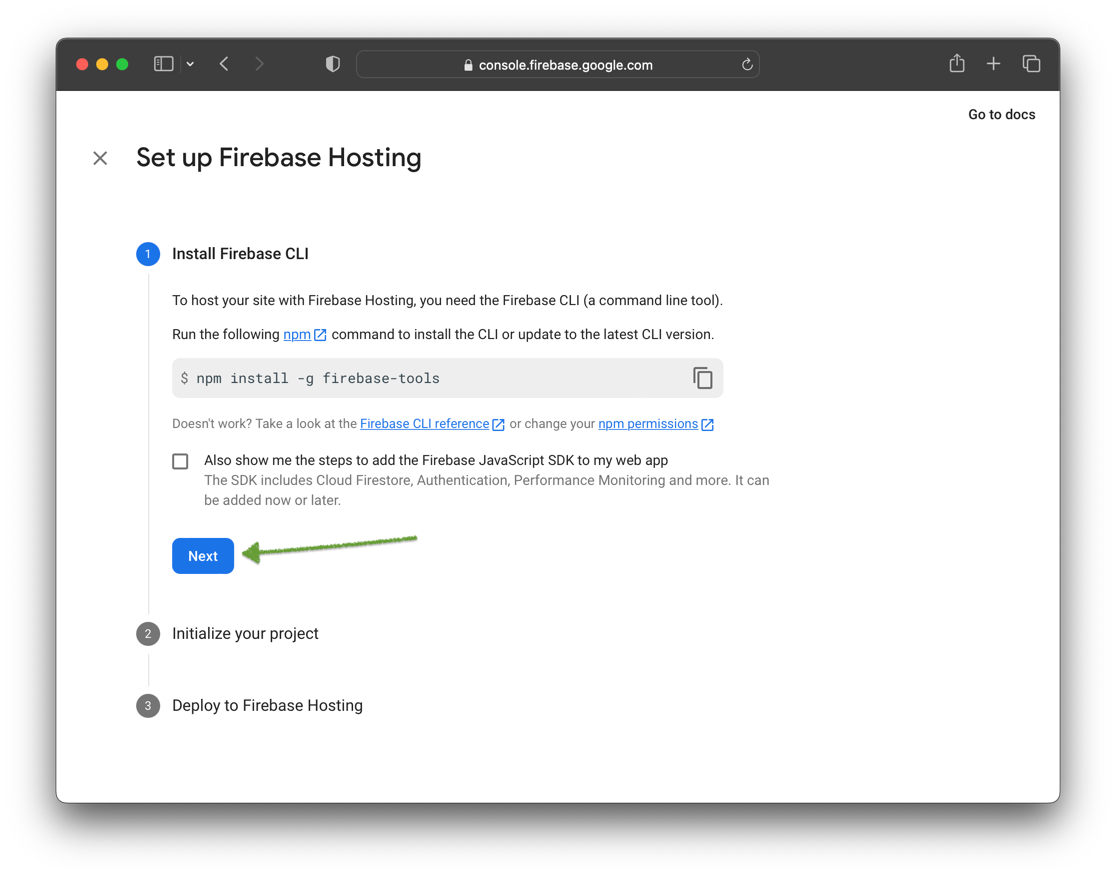 console.firebase.google.com
Go to docs
Set up Firebase Hosting
1 Install Firebase CLI
To host your site with Firebase Hosting, you need the Firebase CLI (a command line tool).
Run the following npm command to install the CLI or update to the latest CLI version.
$ npm install -g firebase-tools
Doesn't work? Take a look at the Firebase CLI reference or change your npm permissions
Also show me the steps to add the Firebase JavaScript SDK to my web app
The SDK includes Cloud Firestore, Authentication, Performance Monitoring and more. It can
be added now or later.
Next
2 Initialize your project
3 Deploy to Firebase Hosting